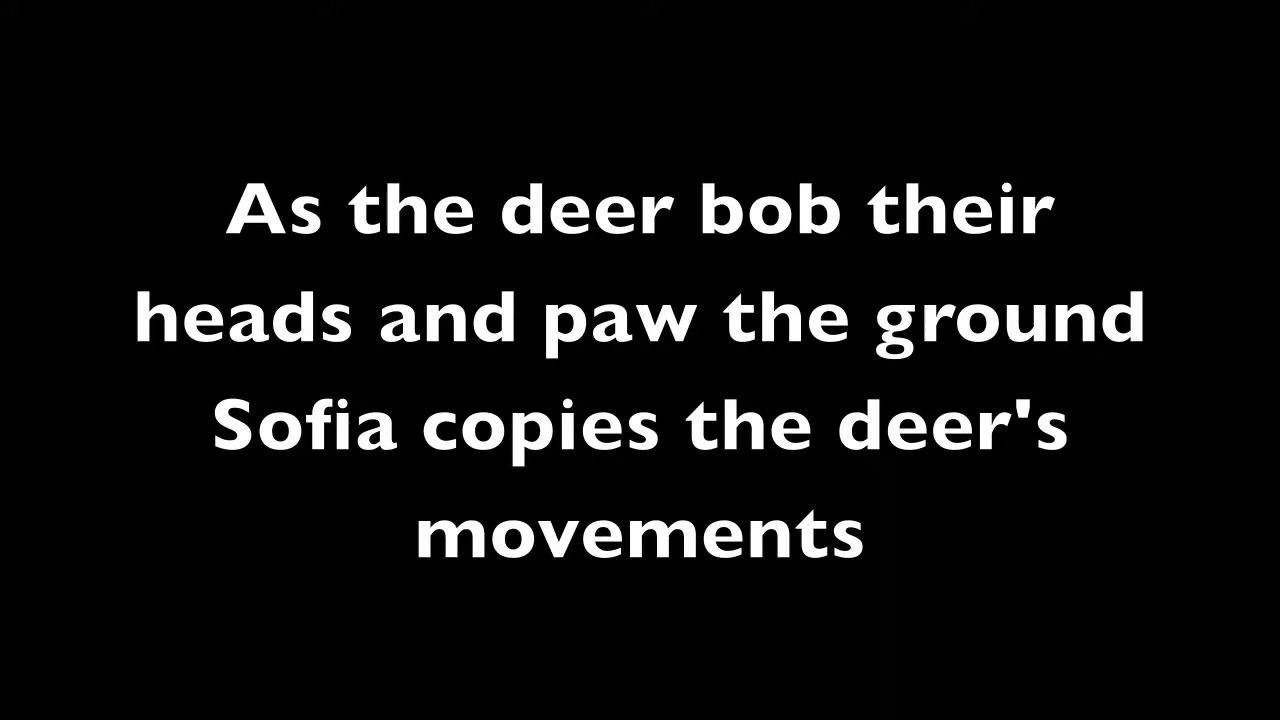 As the deer bob their
heads and paw the ground
Sofia copies the deer's
movements